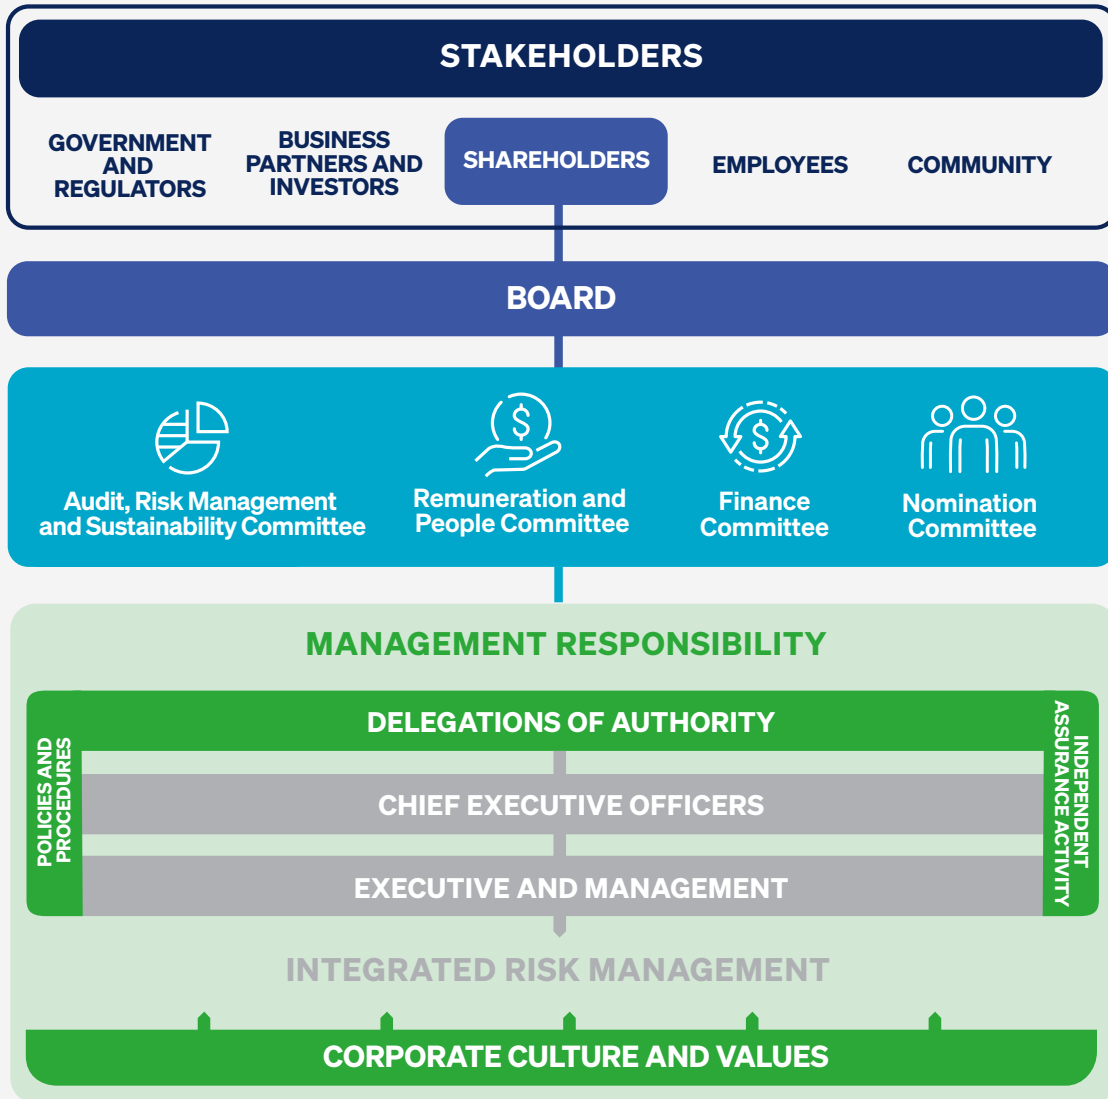 STAKEHOLDERS
GOVERNMENT
AND
REGULATORS
BUSINESS
PARTNERS AND
INVESTORS
SHAREHOLDERS
EMPLOYEES
COMMUNITY
BOARD
Audit, Risk Management
and Sustainability Committee
Remuneration and
People Committee
Finance
Committee
Nomination
Committee
MANAGEMENT RESPONSIBILITY
POLICIES AND
PROCEDURES
DELEGATIONS OF AUTHORITY
CHIEF EXECUTIVE OFFICERS
EXECUTIVE AND MANAGEMENT
INDEPENDENT
ASSURANCE ACTIVITY
INTEGRATED RISK MANAGEMENT
CORPORATE CULTURE AND VALUES